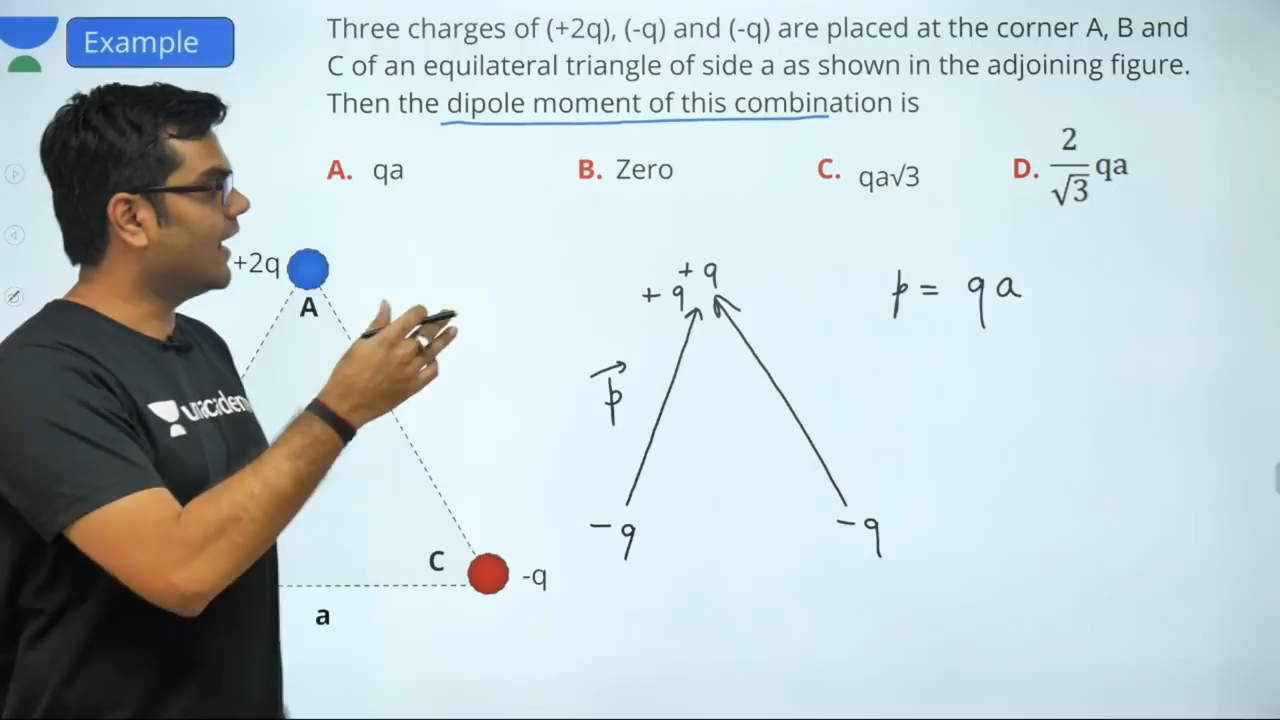 Example
Three charges of (+2q), (-q) and (-q) are placed at the corner A, B and
C of an equilateral triangle of side a as shown in the adjoining figure.
Then the dipole moment of this combination is
A. qa
B. Zero
C. qa√3
D. 2/√3 qa
+2q
A
+q
+q
p = qa
p⃗
unacadem
-q
-q
C
-q
a